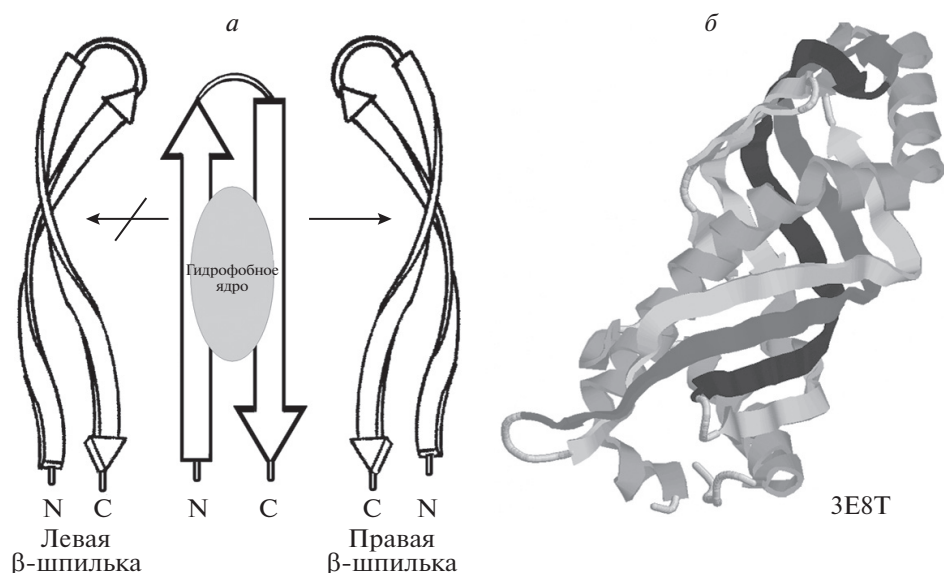 а
б
Гидрофобное
ядро
N C
N C
C N
Левая
β-шпилька
Правая
β-шпилька
3E8T